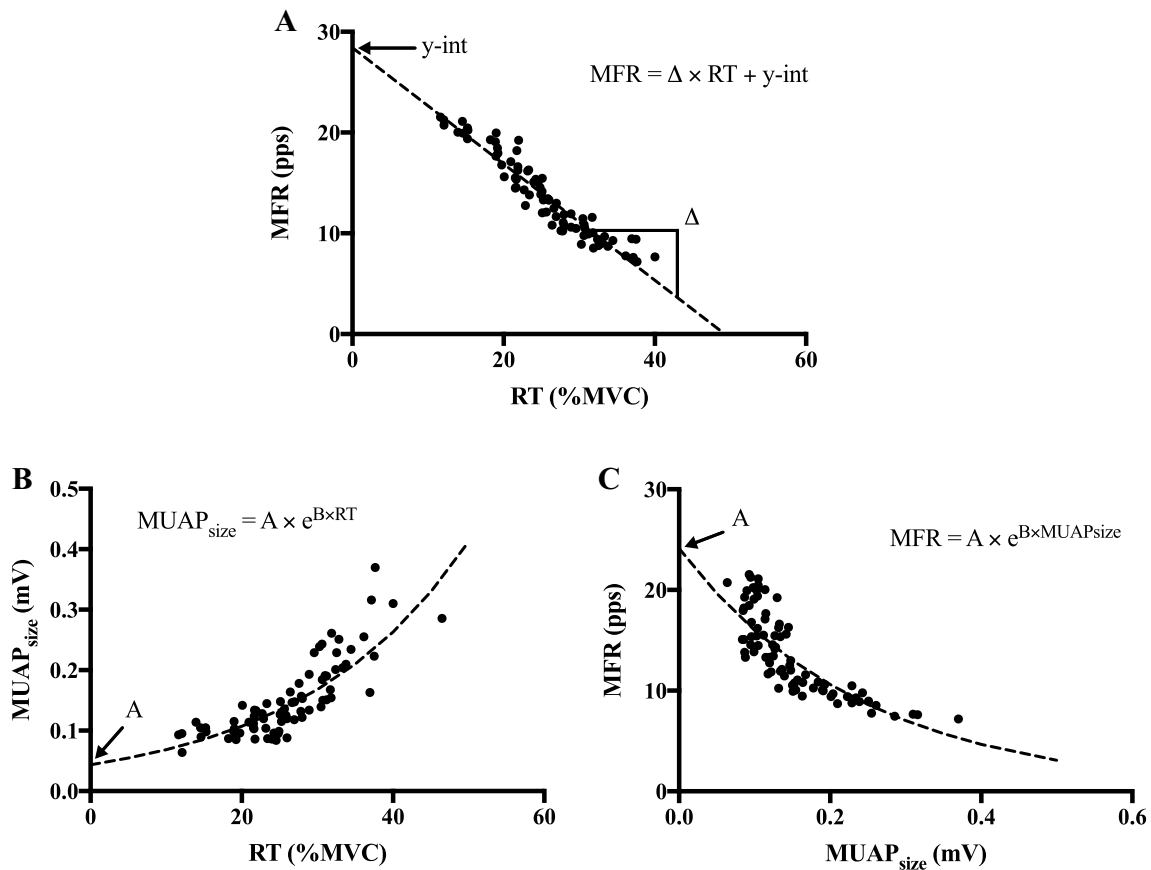 A
30
y-int
MFR = Δ × RT + y-int
20
MFR (pps)
Δ
10
0
0 20 40 60
RT (%MVC)
B
0.5
MUAPsize = A × e^B×RT
0.4
0.3
MUAPsize (mV)
0.2
A
0.1
0.0
0 20 40 60
RT (%MVC)
C
30
A
MFR = A × e^B×MUAPsize
20
MFR (pps)
10
0
0.0 0.2 0.4 0.6
MUAPsize (mV)